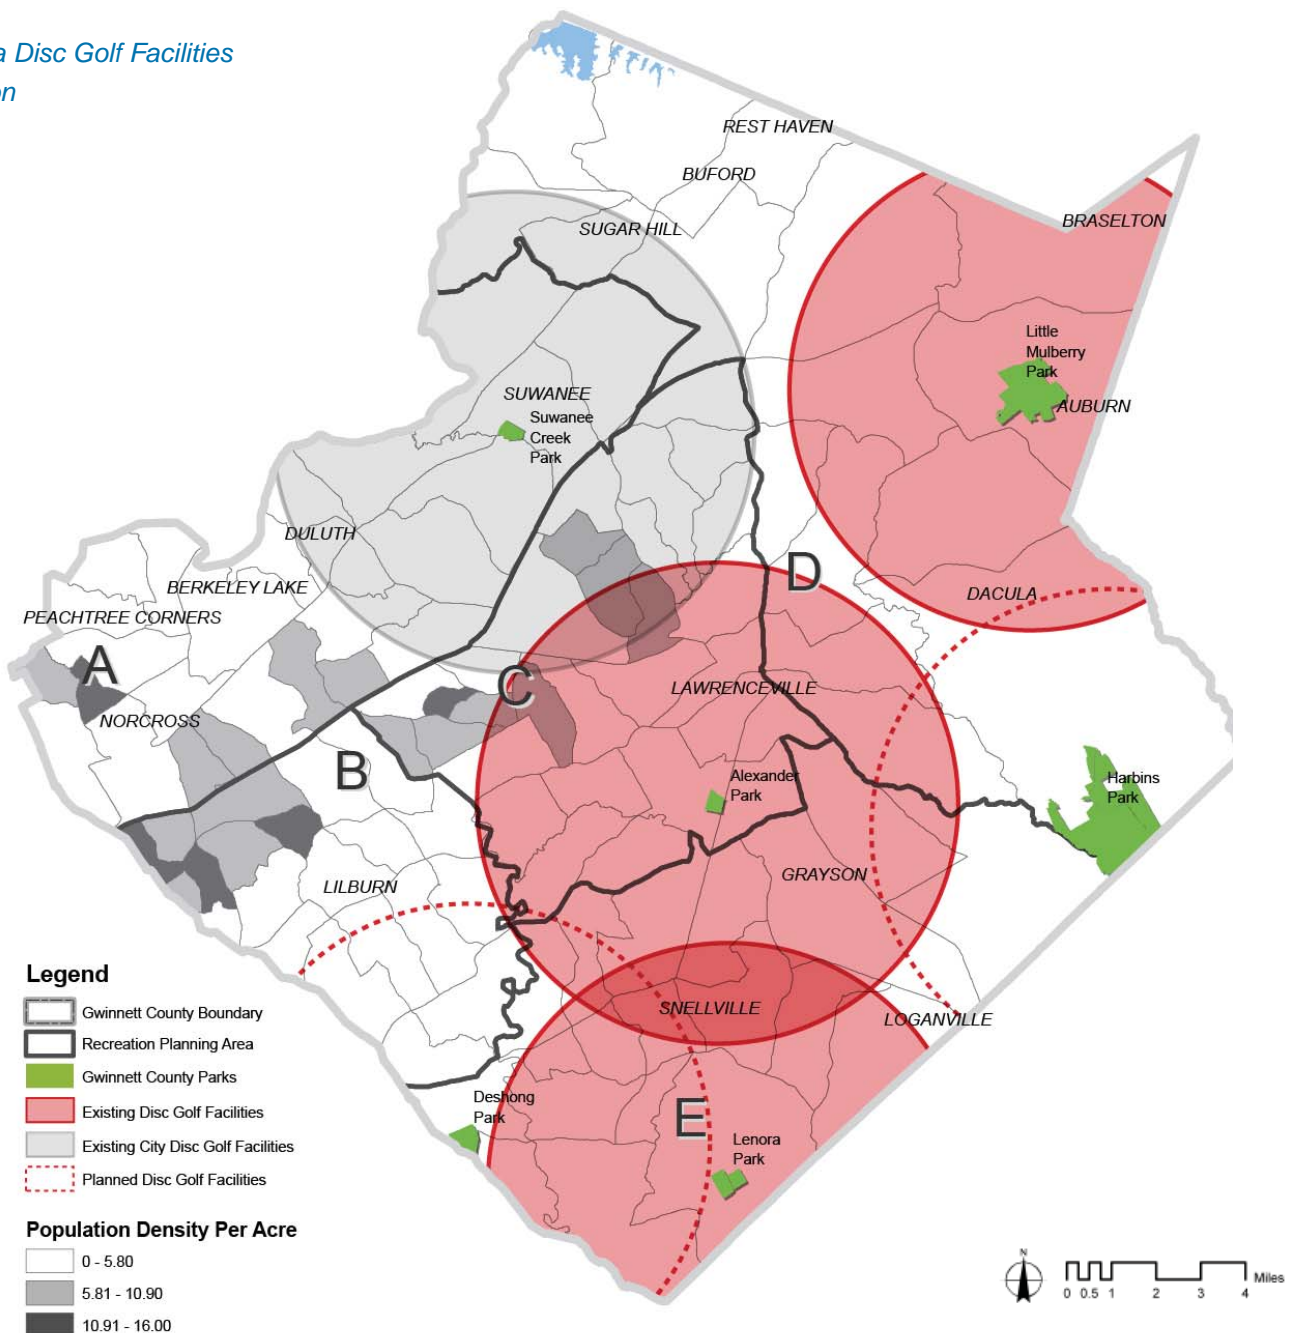 a Disc Golf Facilities
on
REST HAVEN
BUFORD
SUGAR HILL
BRASELTON
Little
Mulberry
Park
AUBURN
SUWANEE
Suwanee
Creek
Park
DULUTH
BERKELEY LAKE
PEACHTREE CORNERS
D
DACULA
A
NORCROSS
C
LAWRENCEVILLE
B
Alexander
Park
Harbins
Park
LILBURN
GRAYSON
SNELLVILLE
LOGANVILLE
Deshong
Park
E
Lenora
Park
Legend
Gwinnett County Boundary
Recreation Planning Area
Gwinnett County Parks
Existing Disc Golf Facilities
Existing City Disc Golf Facilities
Planned Disc Golf Facilities
Population Density Per Acre
0 - 5.80
5.81 - 10.90
10.91 - 16.00
N
Miles
0 0.5 1 2 3 4